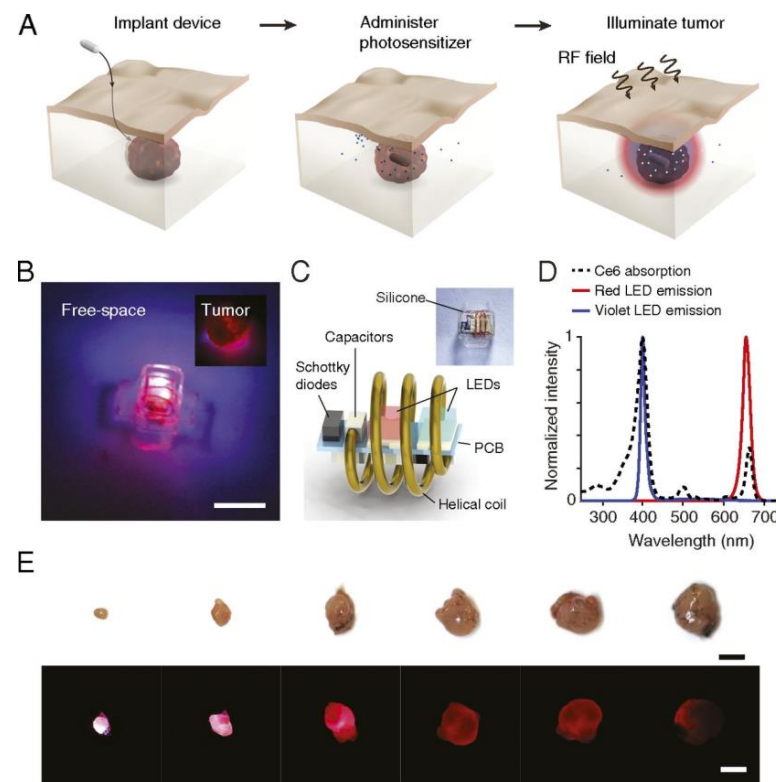 A
Implant device
Administer
photosensitizer
Illuminate tumor
RF field
B
Free-space
Tumor
C
Silicone
Capacitors
Schottky
diodes
LEDs
PCB
Helical coil
D
Ce6 absorption
Red LED emission
Violet LED emission
Normalized intensity
1
0
300
400
500
600
700
Wavelength (nm)
E